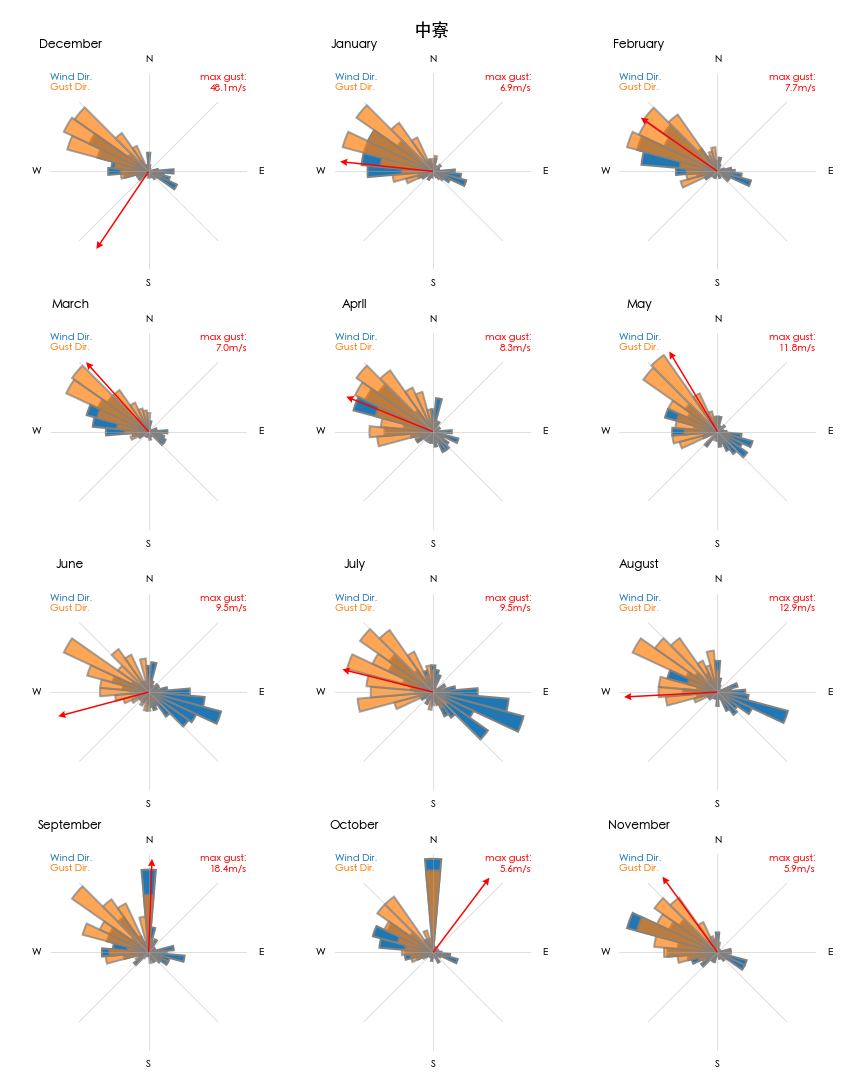 中寮
December
N
Wind Dir.
Gust Dir.
max gust:
48.1m/s
W
E
S
January
N
Wind Dir.
Gust Dir.
max gust:
6.9m/s
W
E
S
February
N
Wind Dir.
Gust Dir.
max gust:
7.7m/s
W
E
S
March
N
Wind Dir.
Gust Dir.
max gust:
7.0m/s
W
E
S
April
N
Wind Dir.
Gust Dir.
max gust:
8.3m/s
W
E
S
May
N
Wind Dir.
Gust Dir.
max gust:
11.8m/s
W
E
S
June
N
Wind Dir.
Gust Dir.
max gust:
9.5m/s
W
E
S
July
N
Wind Dir.
Gust Dir.
max gust:
9.5m/s
W
E
S
August
N
Wind Dir.
Gust Dir.
max gust:
12.9m/s
W
E
S
September
N
Wind Dir.
Gust Dir.
max gust:
18.4m/s
W
E
S
October
N
Wind Dir.
Gust Dir.
max gust:
5.6m/s
W
E
S
November
N
Wind Dir.
Gust Dir.
max gust:
5.9m/s
W
E
S